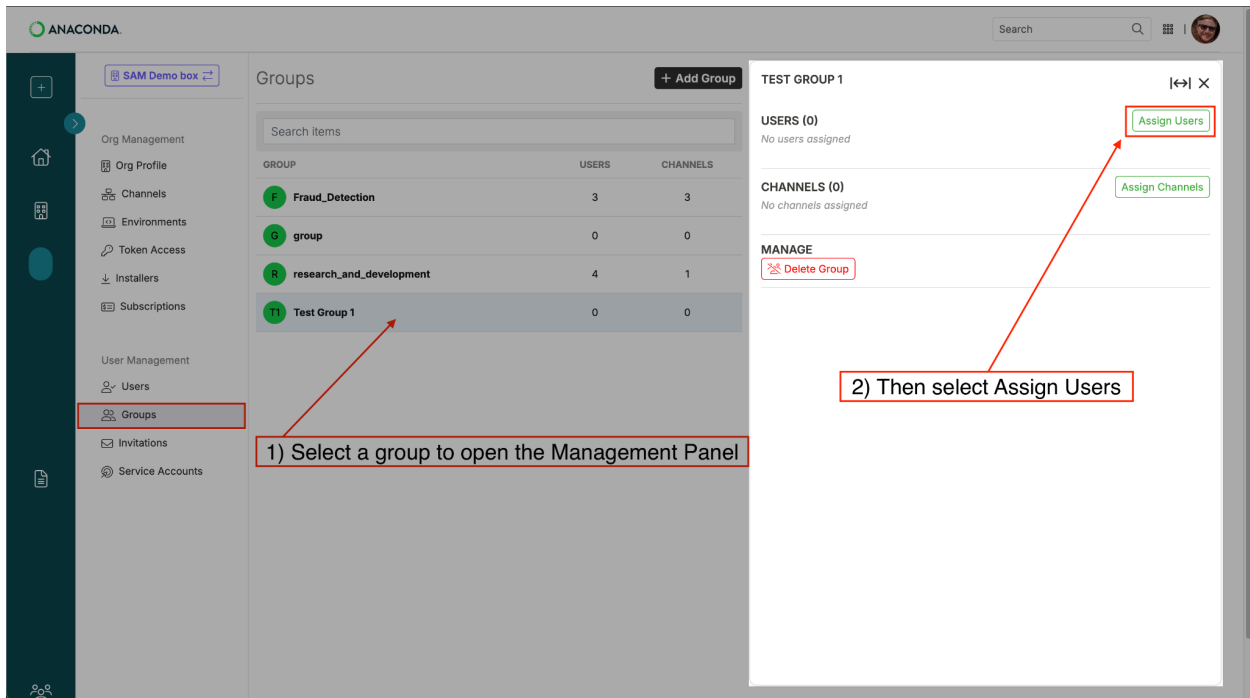 ANACONDA.
Search
SAM Demo box
Org Management
Org Profile
Channels
Environments
Token Access
Installers
Subscriptions
User Management
Users
Groups
Invitations
Service Accounts
Groups
+ Add Group
Search items
GROUP USERS CHANNELS
F Fraud_Detection 3 3
G group 0 0
R research_and_development 4 1
T1 Test Group 1 0 0
1) Select a group to open the Management Panel
TEST GROUP 1
USERS (0) Assign Users
No users assigned
CHANNELS (0) Assign Channels
No channels assigned
MANAGE
Delete Group
2) Then select Assign Users